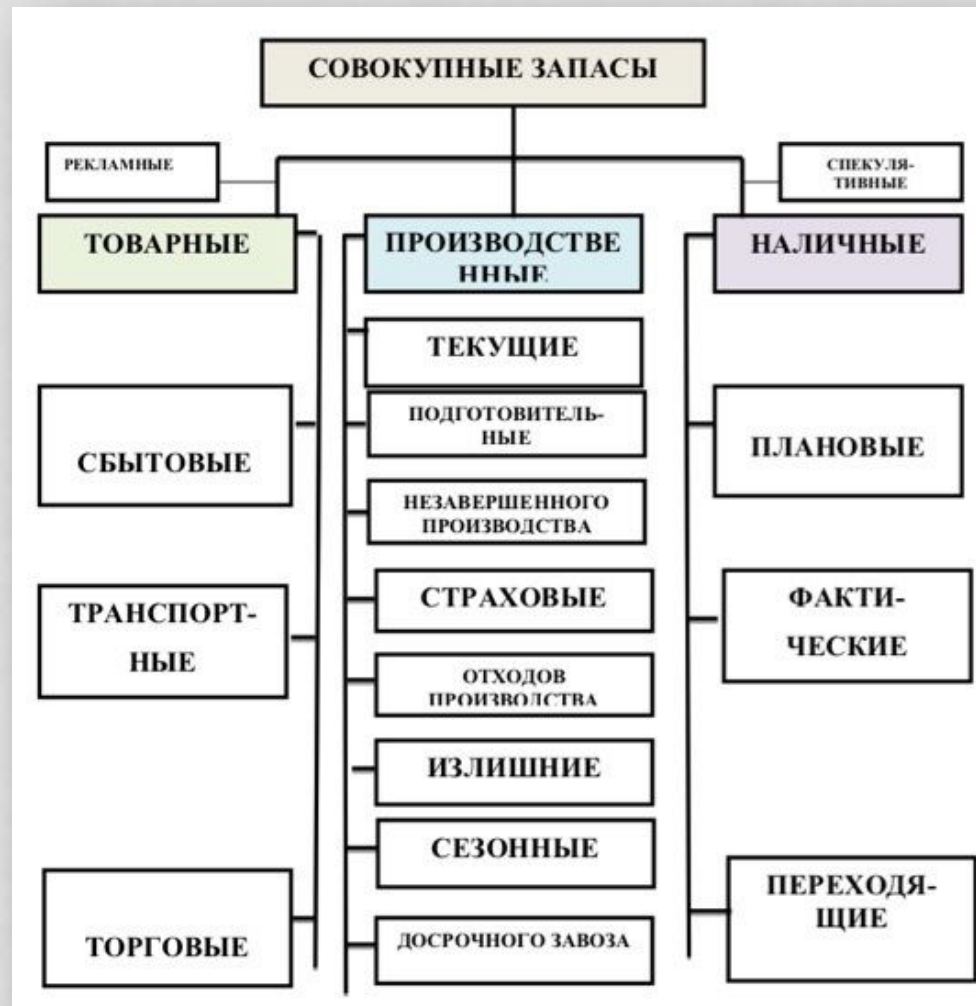 СОВОКУПНЫЕ ЗАПАСЫ
РЕКЛАМНЫЕ
СПЕКУЛЯ-
ТИВНЫЕ
ТОВАРНЫЕ
ПРОИЗВОДСТВЕ
ННЫЕ
НАЛИЧНЫЕ
ТЕКУЩИЕ
ПОДГОТОВИТЕЛЬ-
НЫЕ
СБЫТОВЫЕ
ПЛАНОВЫЕ
НЕЗАВЕРШЕННОГО
ПРОИЗВОДСТВА
ТРАНСПОРТ-
НЫЕ
СТРАХОВЫЕ
ФАКТИ-
ЧЕСКИЕ
ОТХОДОВ
ПРОИЗВОДСТВА
ИЗЛИШНИЕ
СЕЗОННЫЕ
ТОРГОВЫЕ
ДОСРОЧНОГО ЗАВОЗА
ПЕРЕХОДЯ-
ЩИЕ